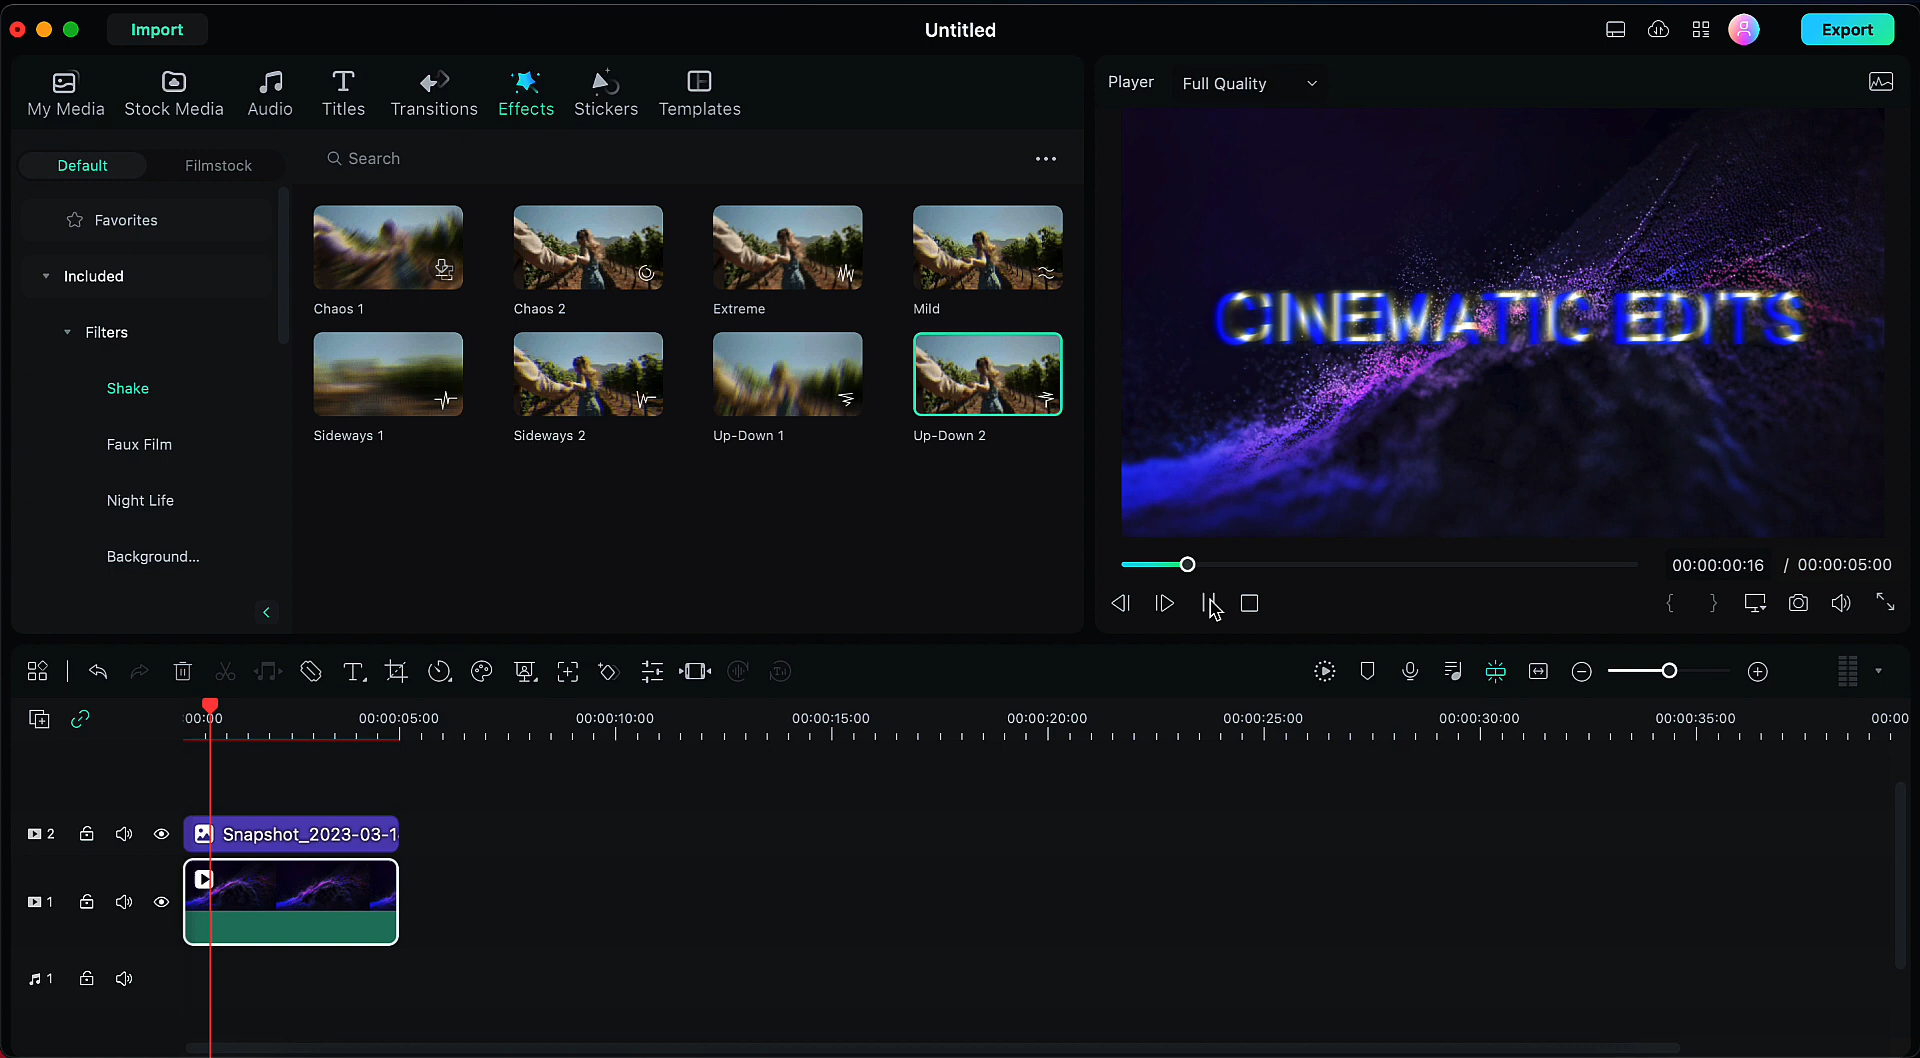 Import
Untitled
Export
My Media
Stock Media
Audio
Titles
Transitions
Effects
Stickers
Templates
Player
Full Quality
Default
Filmstock
Search
Favorites
Included
Filters
Shake
Faux Film
Night Life
Background...
Chaos 1
Chaos 2
Extreme
Mild
Sideways 1
Sideways 2
Up-Down 1
Up-Down 2
CINEMATIC EDITS
00:00:00:16 / 00:00:05:00
:00:00
00:00:05:00
00:00:10:00
00:00:15:00
00:00:20:00
00:00:25:00
00:00:30:00
00:00:35:00
00:00
2
Snapshot_2023-03-1
1
1